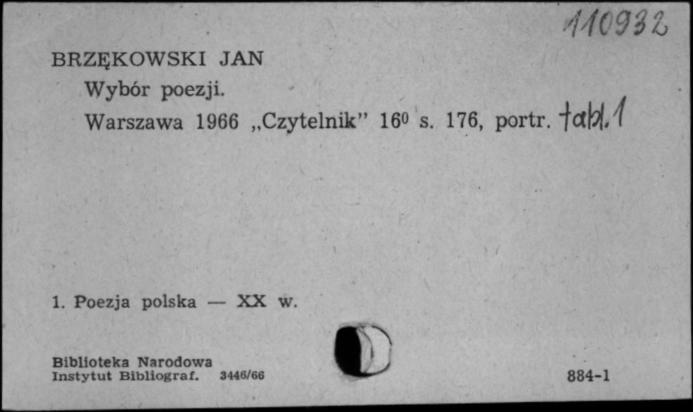 110932
BRZĘKOWSKI JAN
Wybór poezji.
Warszawa 1966 „Czytelnik” 16⁰ s. 176, portr. tabl. 1
1. Poezja polska — XX w.
Biblioteka Narodowa
Instytut Bibliograf. 3446/66
884-1